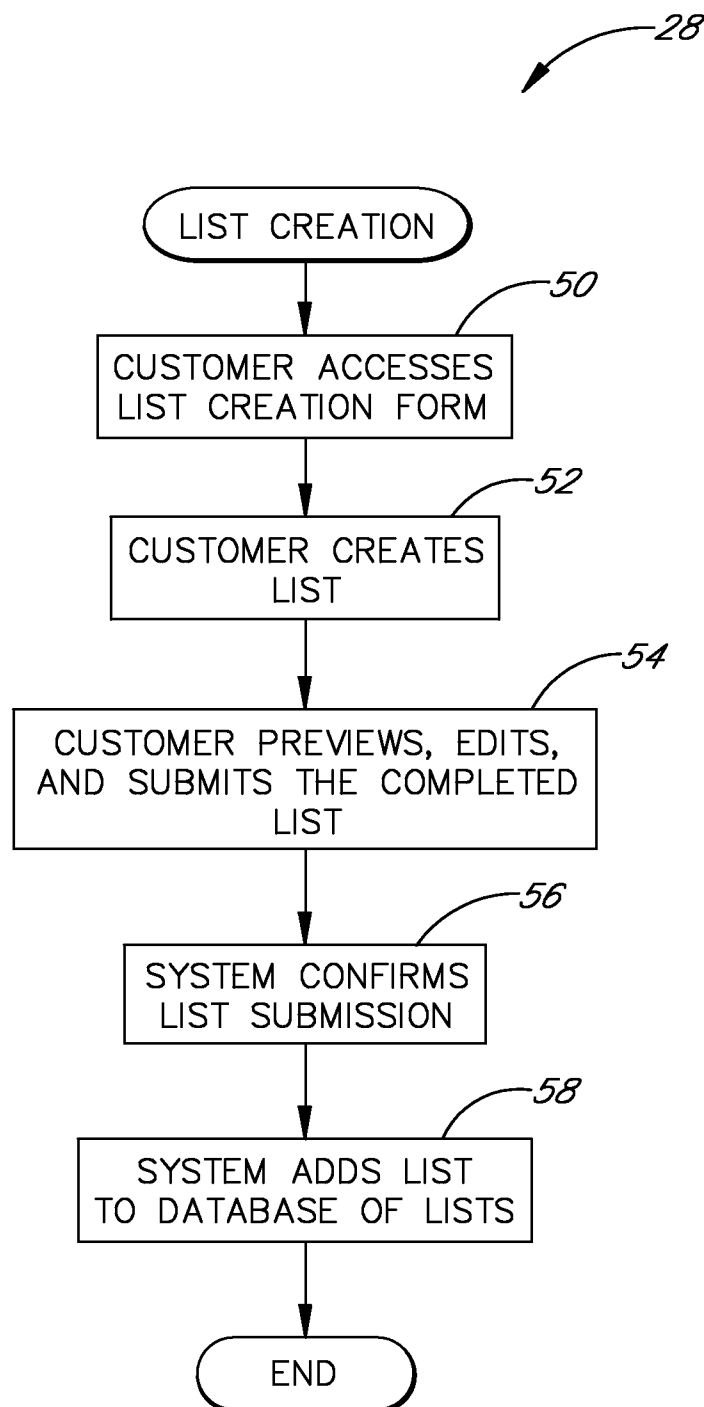 28
LIST CREATION
50
CUSTOMER ACCESSES
LIST CREATION FORM
52
CUSTOMER CREATES
LIST
54
CUSTOMER PREVIEWS, EDITS,
AND SUBMITS THE COMPLETED
LIST
56
SYSTEM CONFIRMS
LIST SUBMISSION
58
SYSTEM ADDS LIST
TO DATABASE OF LISTS
END